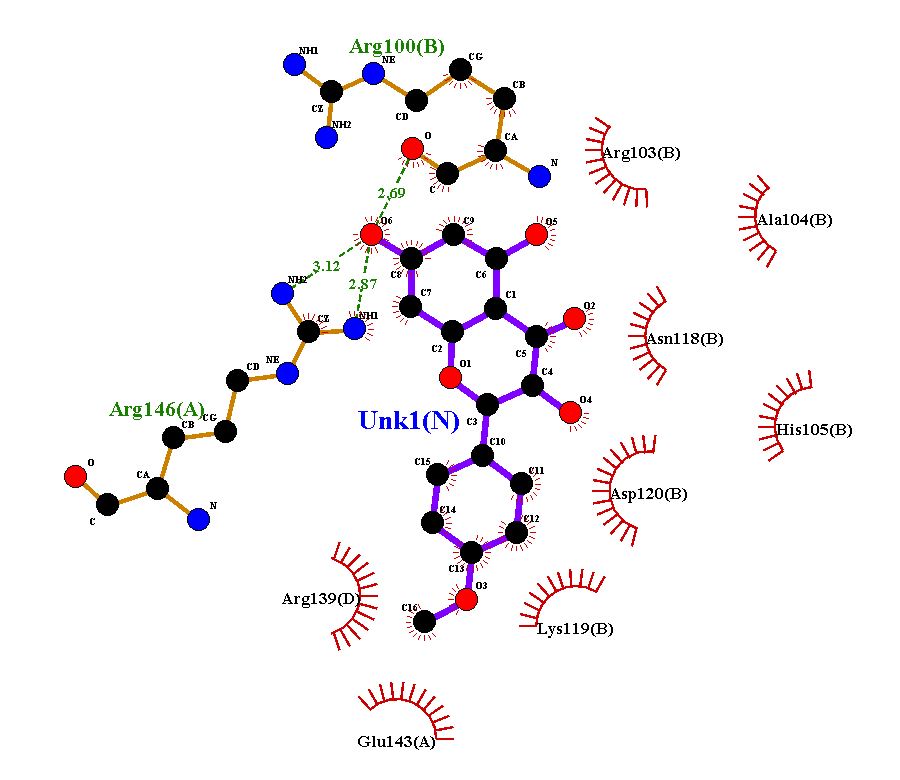 NH1
Arg100(B)
NE
CG
CZ
CB
CD
NH2
O
CA
N
C
Arg103(B)
2.69
Ala104(B)
O6
C9
O5
3.12
C8
C6
NH2
2.87
C7
C1
O2
NH1
CZ
C2
C5
Asn118(B)
NE
O1
C4
CD
C3
O4
Arg146(A)
CG
CB
Unk1(N)
His105(B)
C10
O
C15
C11
CA
Asp120(B)
N
C14
C12
C
C13
O3
Arg139(D)
C16
Lys119(B)
Glu143(A)